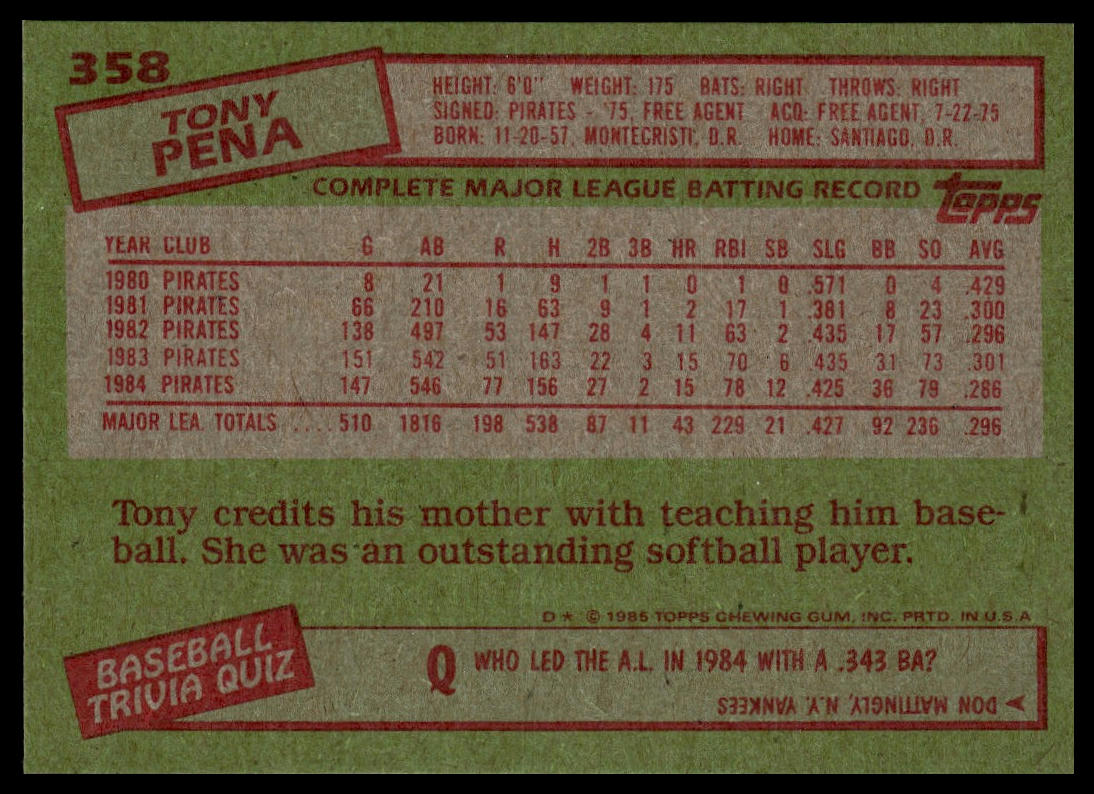 358
TONY
PENA
HEIGHT: 6'0" WEIGHT: 175 BATS: RIGHT THROWS: RIGHT
SIGNED: PIRATES - '75, FREE AGENT ACQ: FREE AGENT, 7-22-75
BORN: 11-20-57, MONTECRISTI, D.R. HOME: SANTIAGO, D.R.
COMPLETE MAJOR LEAGUE BATTING RECORD topps
YEAR CLUB G AB R H 2B 3B HR RBI SB SLG BB SO AVG
1980 PIRATES 8 21 1 9 1 1 0 1 0 .571 0 4 .429
1981 PIRATES 66 210 16 63 9 1 2 17 1 .381 8 23 .300
1982 PIRATES 138 497 53 147 28 4 11 63 2 .435 17 57 .296
1983 PIRATES 151 542 51 163 22 3 15 70 6 .435 31 73 .301
1984 PIRATES 147 546 77 156 27 2 15 78 12 .425 36 79 .286
MAJOR LEA. TOTALS .... 510 1816 198 538 87 11 43 229 21 .427 92 236 .296
Tony credits his mother with teaching him base-
ball. She was an outstanding softball player.
D * © 1985 TOPPS CHEWING GUM, INC. PRTD. IN U.S.A
BASEBALL
TRIVIA QUIZ
Q WHO LED THE A.L. IN 1984 WITH A .343 BA?
DON MATTINGLY, N.Y. YANKEES